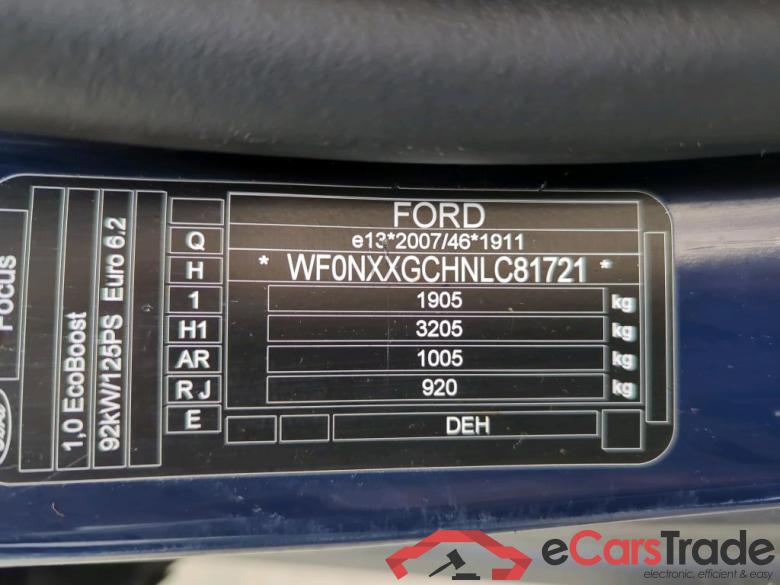 FORD
Q e13*2007/46*1911
H * WF0NXXGCHNLC81721 *
1 1905 kg
H1 3205 kg
AR 1005 kg
R J 920 kg
E DEH
Focus
1,0 EcoBoost
92kW/125PS Euro 6.2
eCarsTrade
electronic, efficient & easy